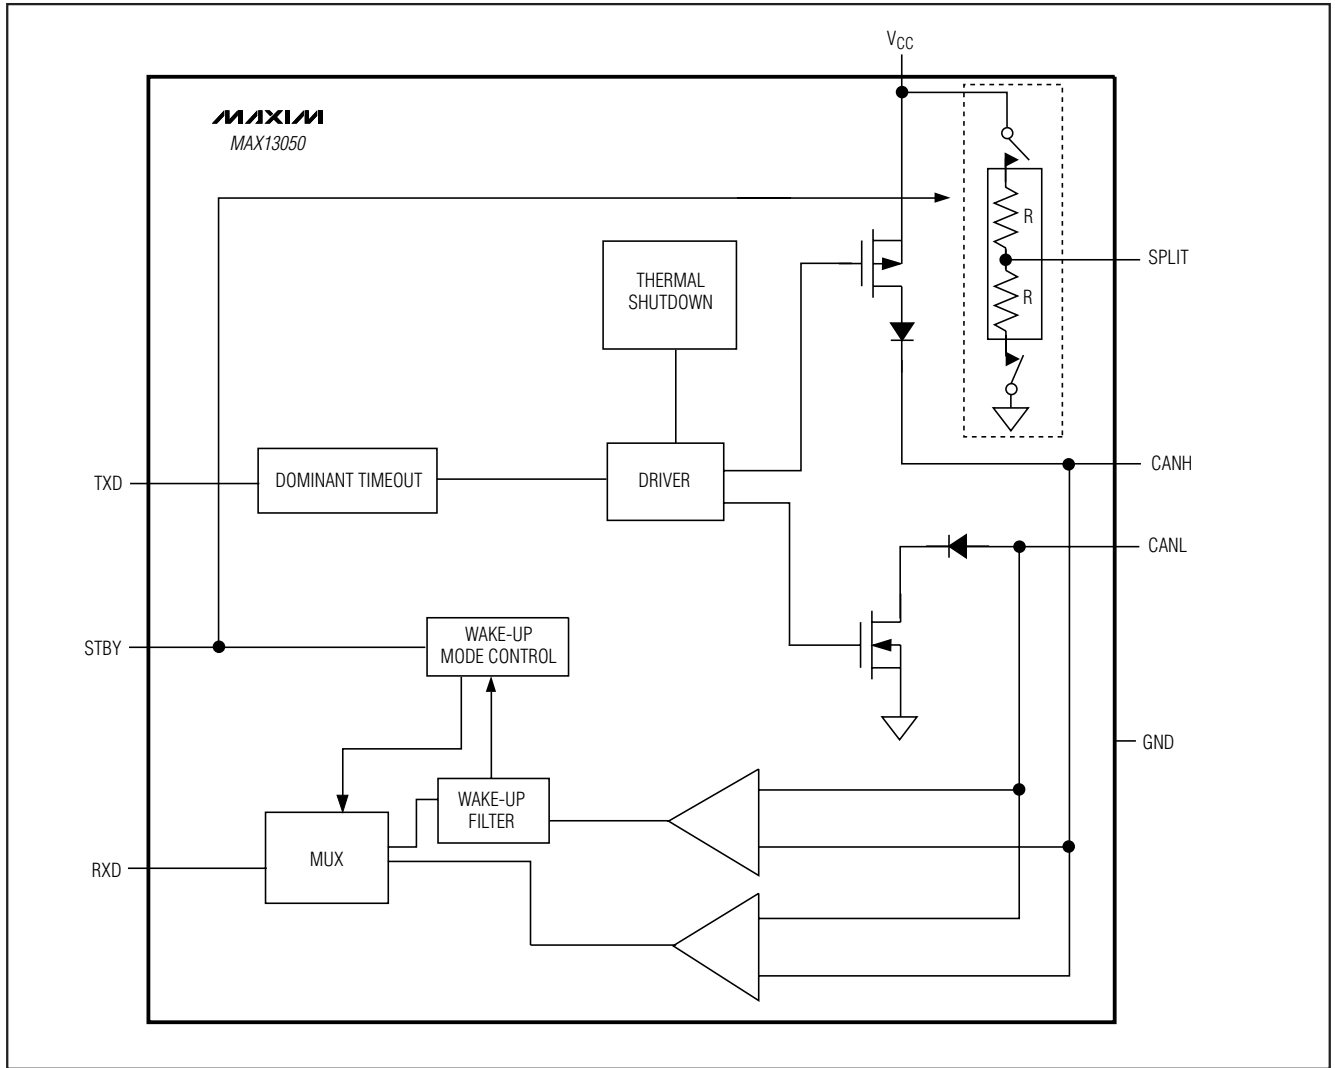 VCC
MAXIM
MAX13050
R
SPLIT
THERMAL
SHUTDOWN
R
CANH
TXD
DOMINANT TIMEOUT
DRIVER
CANL
STBY
WAKE-UP
MODE CONTROL
GND
WAKE-UP
FILTER
MUX
RXD